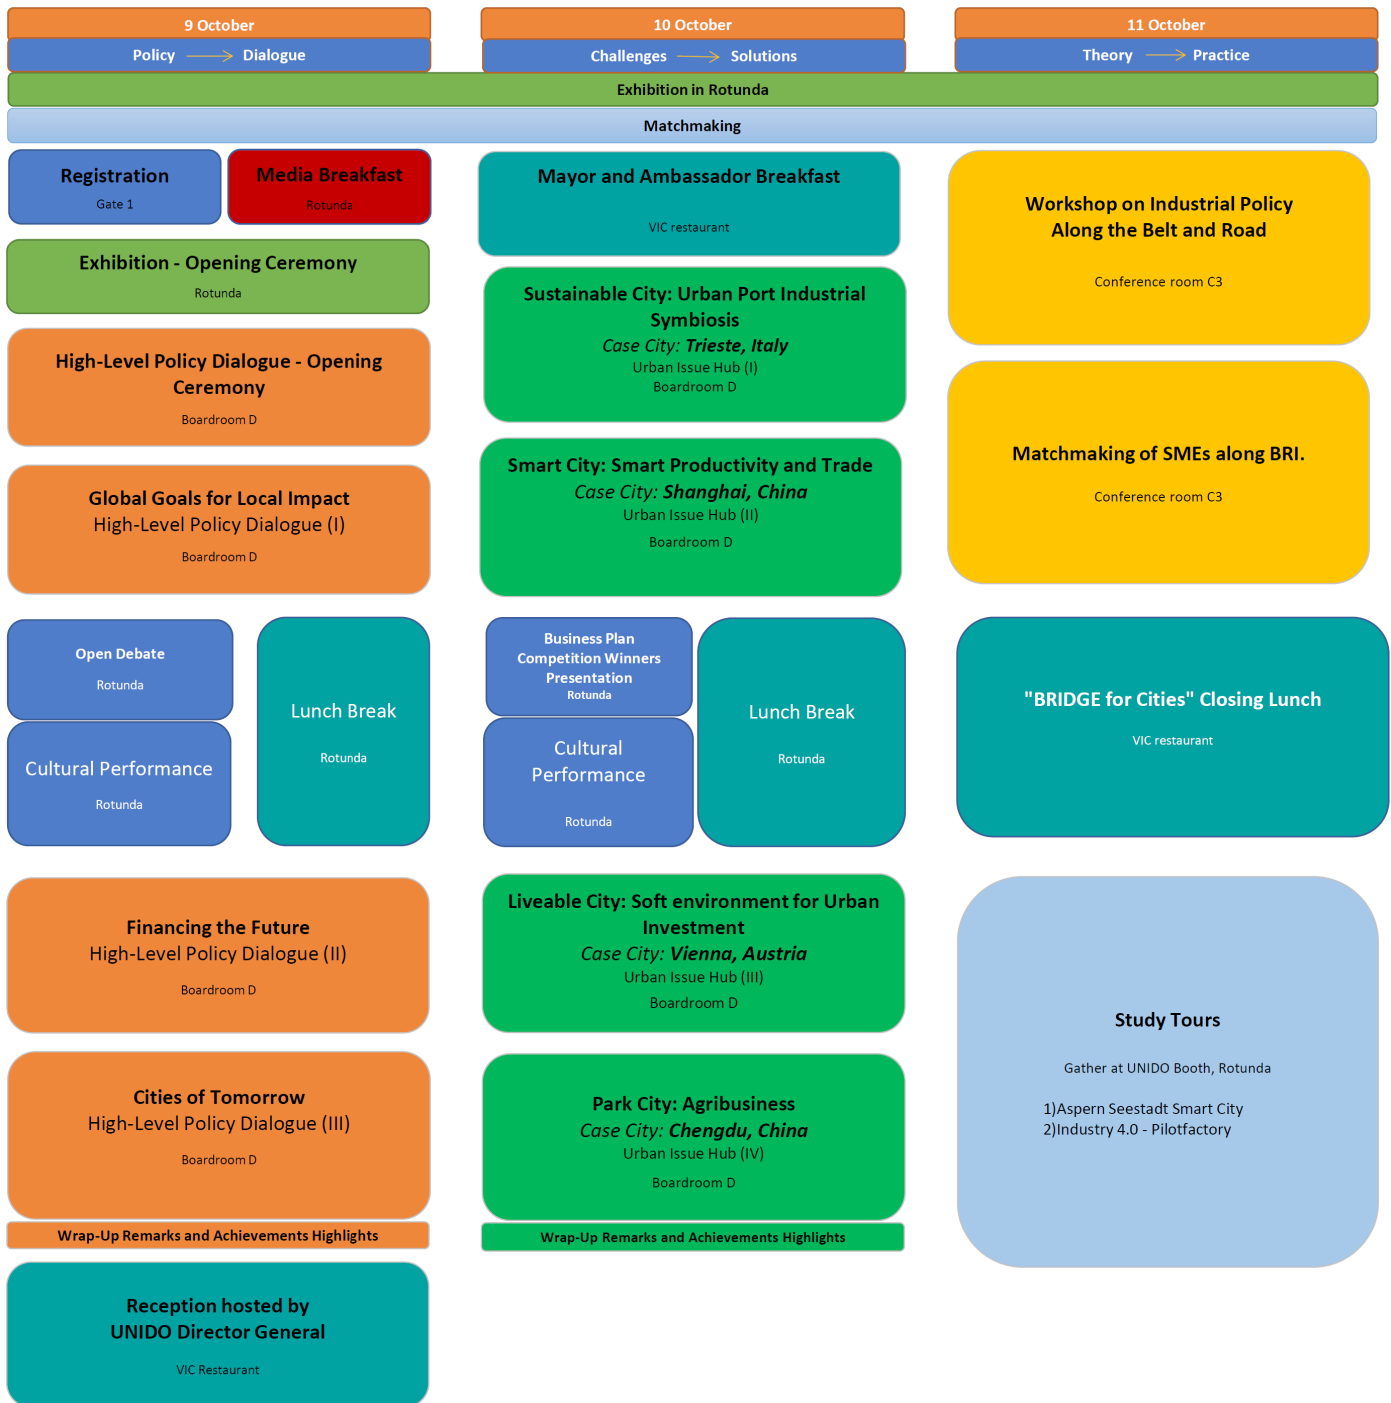 9 October
Policy Dialogue
10 October
Challenges Solutions
11 October
Theory Practice
Exhibition in Rotunda
Matchmaking
Registration
Gate 1
Media Breakfast
Rotunda
Exhibition - Opening Ceremony
Rotunda
High-Level Policy Dialogue - Opening
Ceremony
Boardroom D
Global Goals for Local Impact
High-Level Policy Dialogue (I)
Boardroom D
Open Debate
Rotunda
Cultural Performance
Rotunda
Lunch Break
Rotunda
Financing the Future
High-Level Policy Dialogue (II)
Boardroom D
Cities of Tomorrow
High-Level Policy Dialogue (III)
Boardroom D
Wrap-Up Remarks and Achievements Highlights
Reception hosted by
UNIDO Director General
VIC Restaurant
Mayor and Ambassador Breakfast
VIC restaurant
Sustainable City: Urban Port Industrial
Symbiosis
Case City: Trieste, Italy
Urban Issue Hub (I)
Boardroom D
Smart City: Smart Productivity and Trade
Case City: Shanghai, China
Urban Issue Hub (II)
Boardroom D
Business Plan
Competition Winners
Presentation
Rotunda
Cultural
Performance
Rotunda
Lunch Break
Rotunda
Liveable City: Soft environment for Urban
Investment
Case City: Vienna, Austria
Urban Issue Hub (III)
Boardroom D
Park City: Agribusiness
Case City: Chengdu, China
Urban Issue Hub (IV)
Boardroom D
Wrap-Up Remarks and Achievements Highlights
Workshop on Industrial Policy
Along the Belt and Road
Conference room C3
Matchmaking of SMEs along BRI.
Conference room C3
"BRIDGE for Cities" Closing Lunch
VIC restaurant
Study Tours
Gather at UNIDO Booth, Rotunda
1)Aspern Seestadt Smart City
2)Industry 4.0 - Pilotfactory